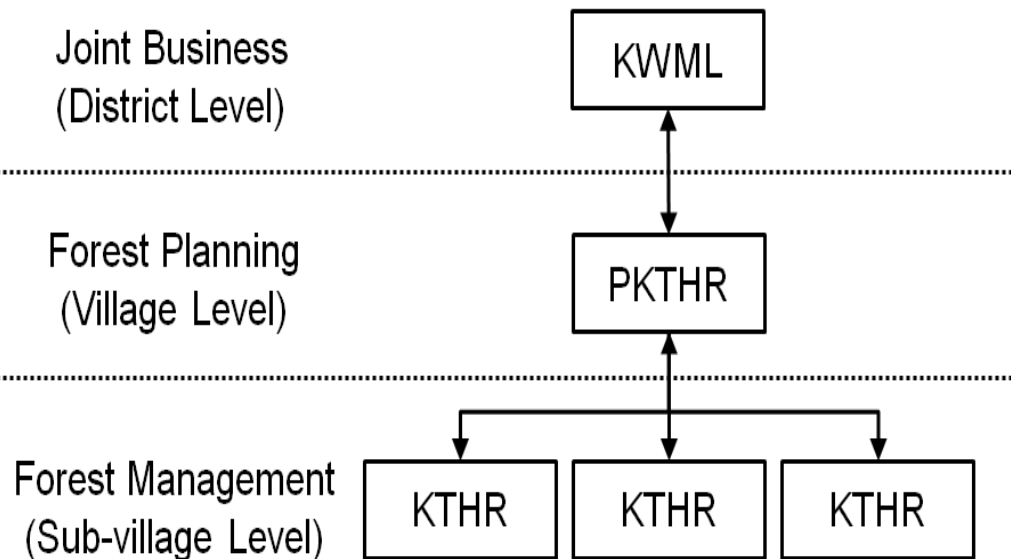 Joint Business
(District Level)
KWML
Forest Planning
(Village Level)
PKTHR
Forest Management
(Sub-village Level)
KTHR
KTHR
KTHR